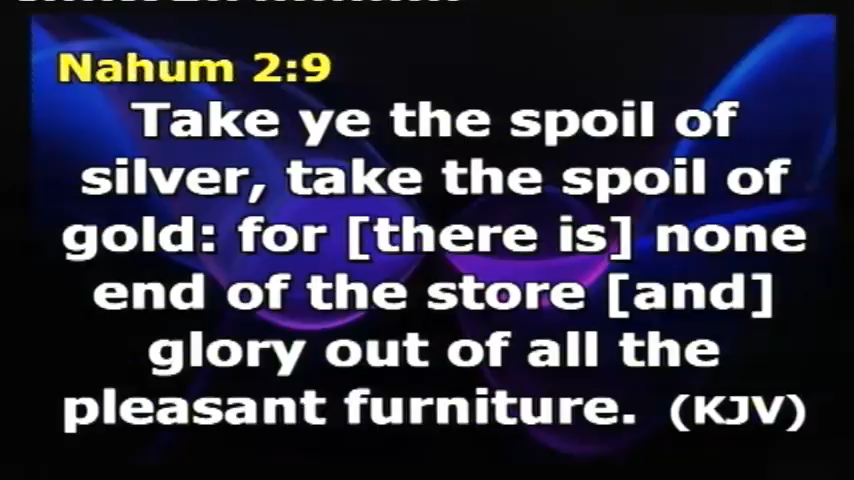 Nahum 2:9
Take ye the spoil of
silver, take the spoil of
gold: for [there is] none
end of the store [and]
glory out of all the
pleasant furniture. (KJV)